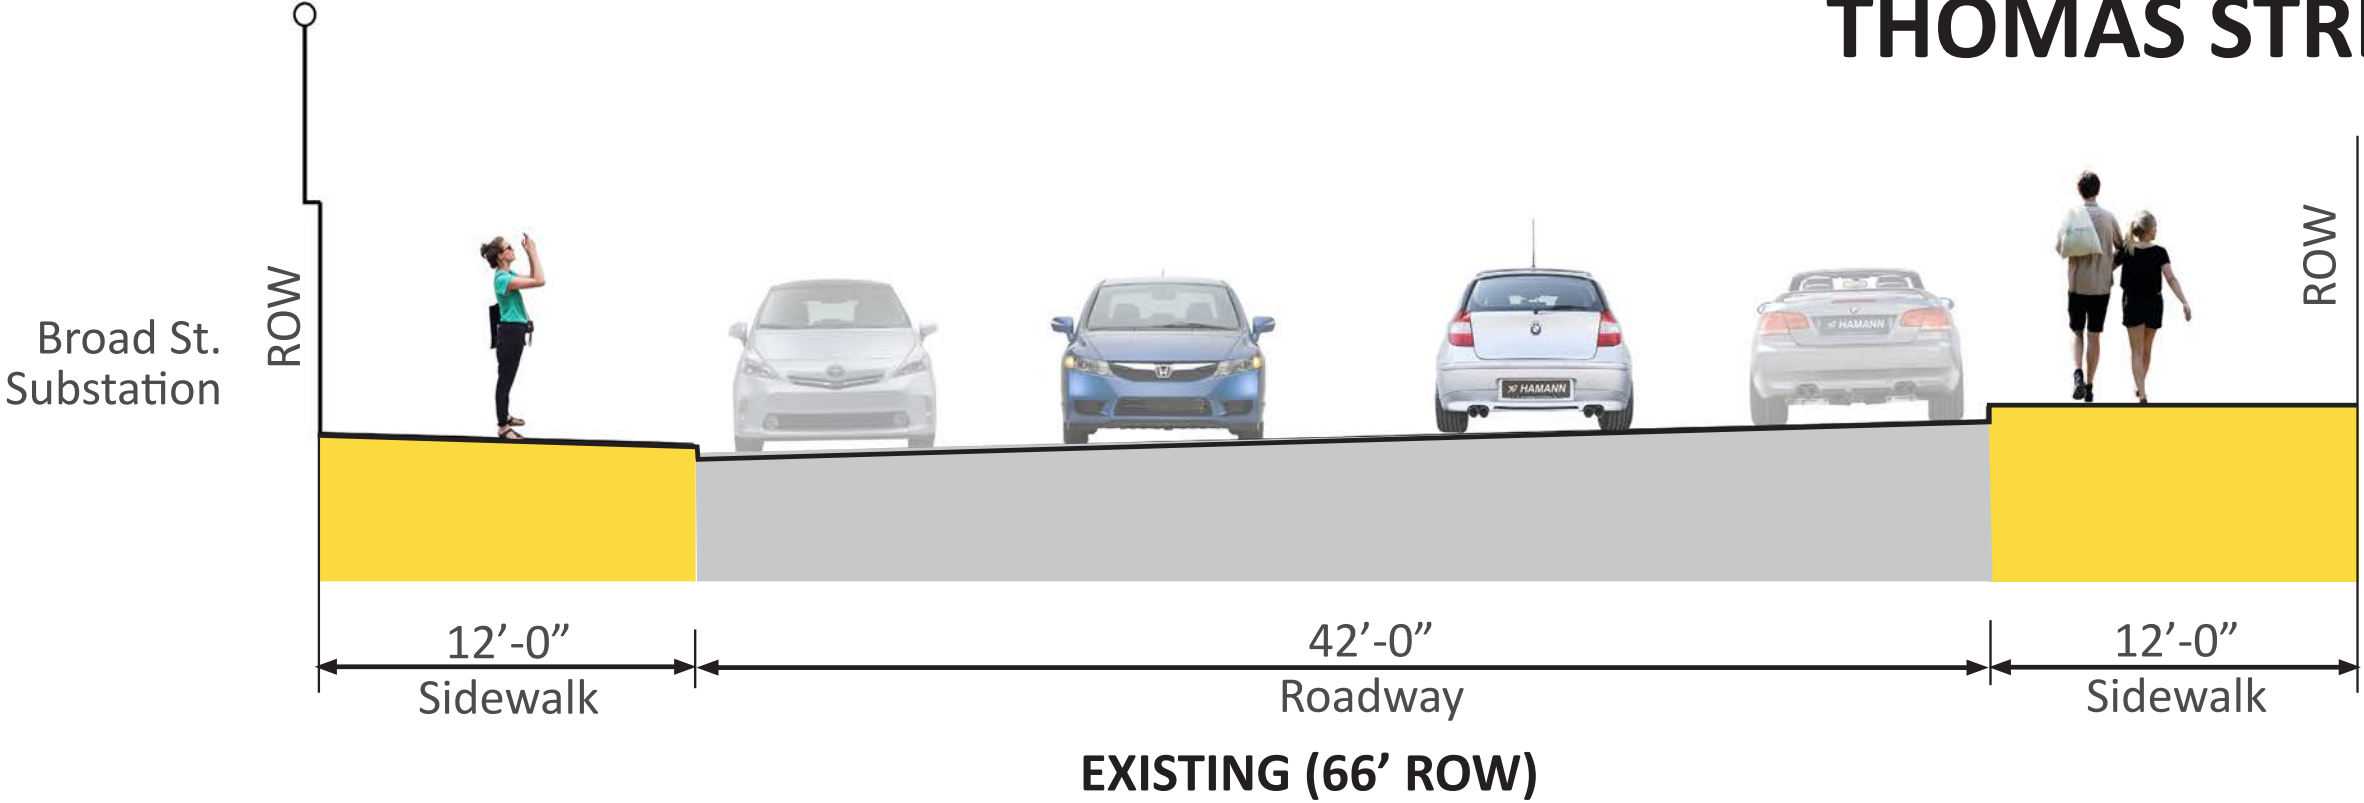 THOMAS STR
ROW
ROW
Broad St.
Substation
HAMANN
HAMANN
12’-0”
42’-0”
12’-0”
Sidewalk
Roadway
Sidewalk
EXISTING (66’ ROW)